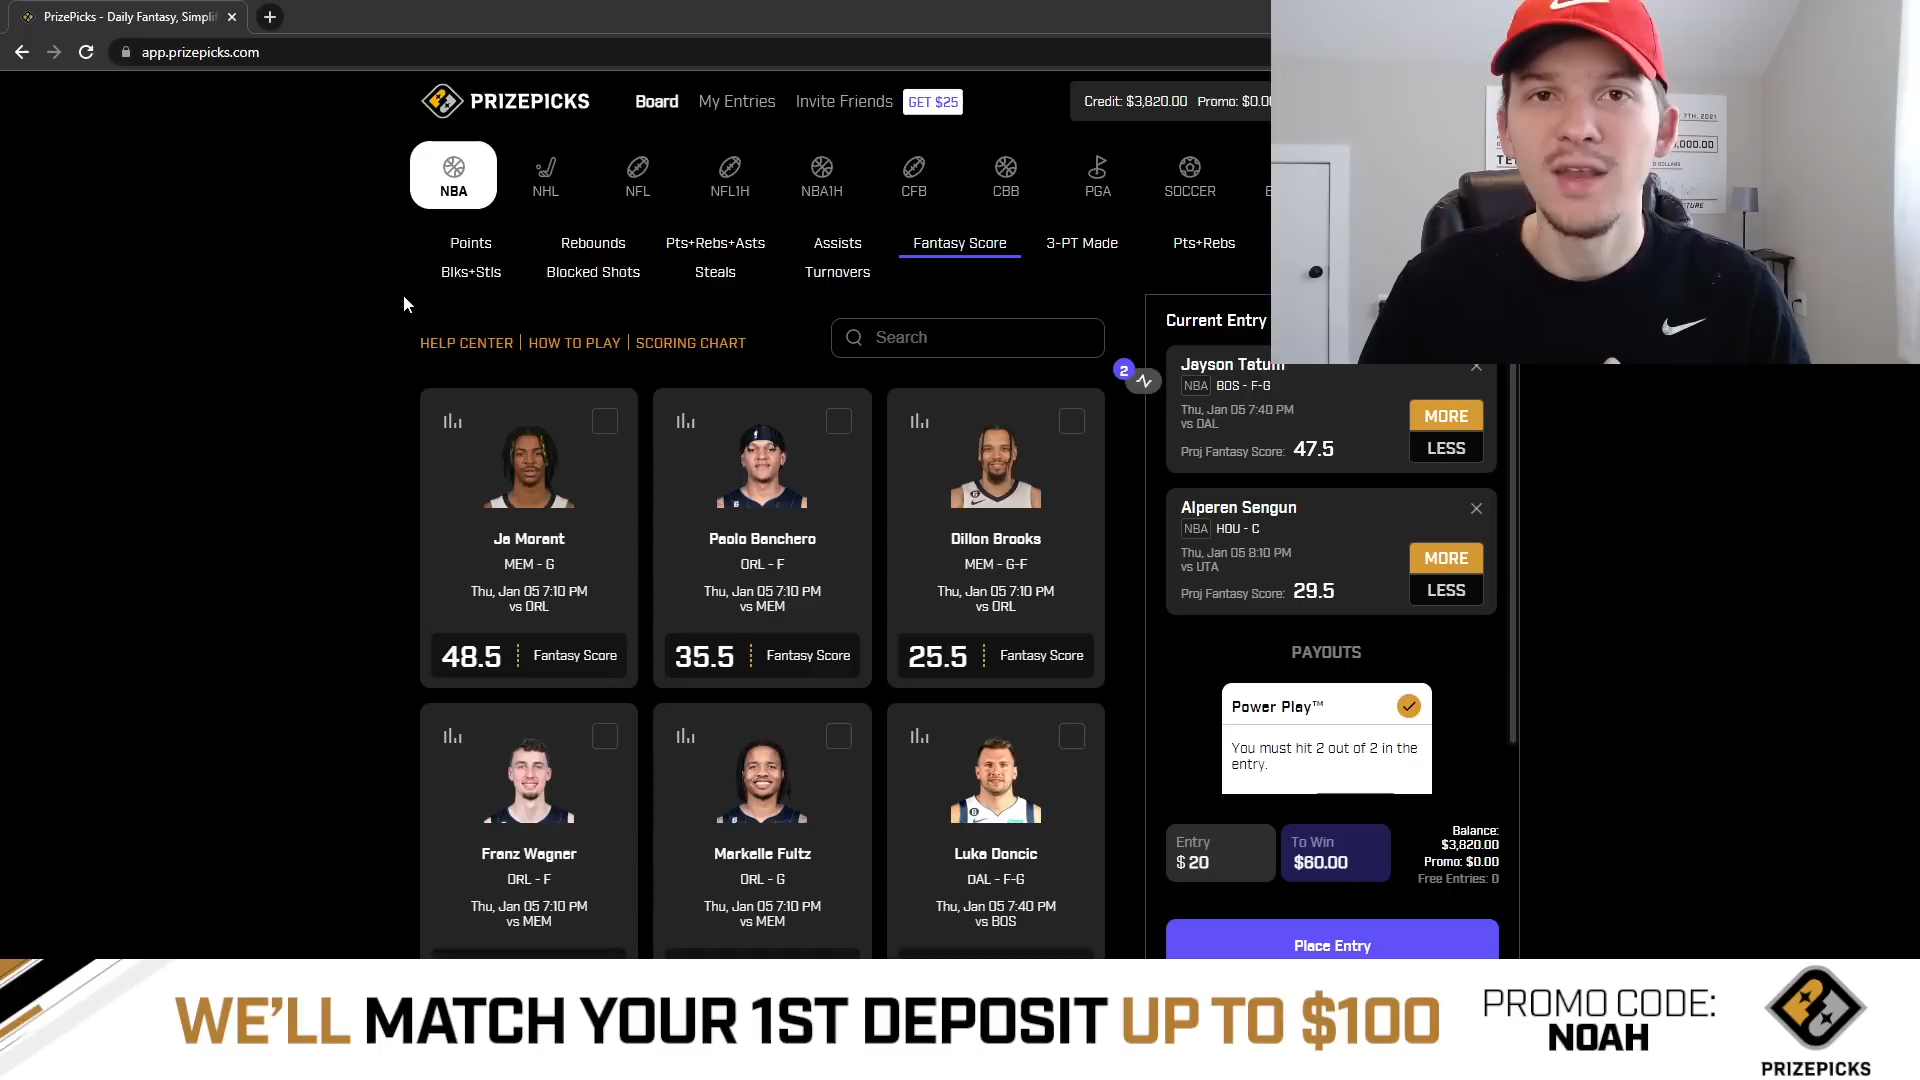 PrizePicks - Daily Fantasy, Simplif
app.prizepicks.com
PRIZEPICKS
Board
My Entries
Invite Friends
GET $25
Credit: $3,820.00 Promo: $0.00
NBA
NHL
NFL
NFL1H
NBA1H
CFB
CBB
PGA
SOCCER
Points
Rebounds
Pts+Rebs+Asts
Assists
Fantasy Score
3-PT Made
Pts+Rebs
Blks+Stls
Blocked Shots
Steals
Turnovers
HELP CENTER
HOW TO PLAY
SCORING CHART
Search
Ja Morant
MEM - G
Thu, Jan 05 7:10 PM
vs ORL
48.5 Fantasy Score
Paolo Banchero
ORL - F
Thu, Jan 05 7:10 PM
vs MEM
35.5 Fantasy Score
Dillon Brooks
MEM - G-F
Thu, Jan 05 7:10 PM
vs ORL
25.5 Fantasy Score
Franz Wagner
ORL - F
Thu, Jan 05 7:10 PM
vs MEM
Markelle Fultz
ORL - G
Thu, Jan 05 7:10 PM
vs MEM
Luka Doncic
DAL - F-G
Thu, Jan 05 7:40 PM
vs BOS
Current Entry
2
Jayson Tatum
NBA BOS - F-G
Thu, Jan 05 7:40 PM
vs DAL
Proj Fantasy Score: 47.5
MORE
LESS
Alperen Sengun
NBA HOU - C
Thu, Jan 05 8:10 PM
vs UTA
Proj Fantasy Score: 29.5
MORE
LESS
PAYOUTS
Power Play™
You must hit 2 out of 2 in the
entry.
Entry
$ 20
To Win
$60.00
Balance:
$3,820.00
Promo: $0.00
Free Entries: 0
Place Entry
7TH, 2021
,000.00
WE'LL MATCH YOUR 1ST DEPOSIT UP TO $100
PROMO CODE:
NOAH
PRIZEPICKS